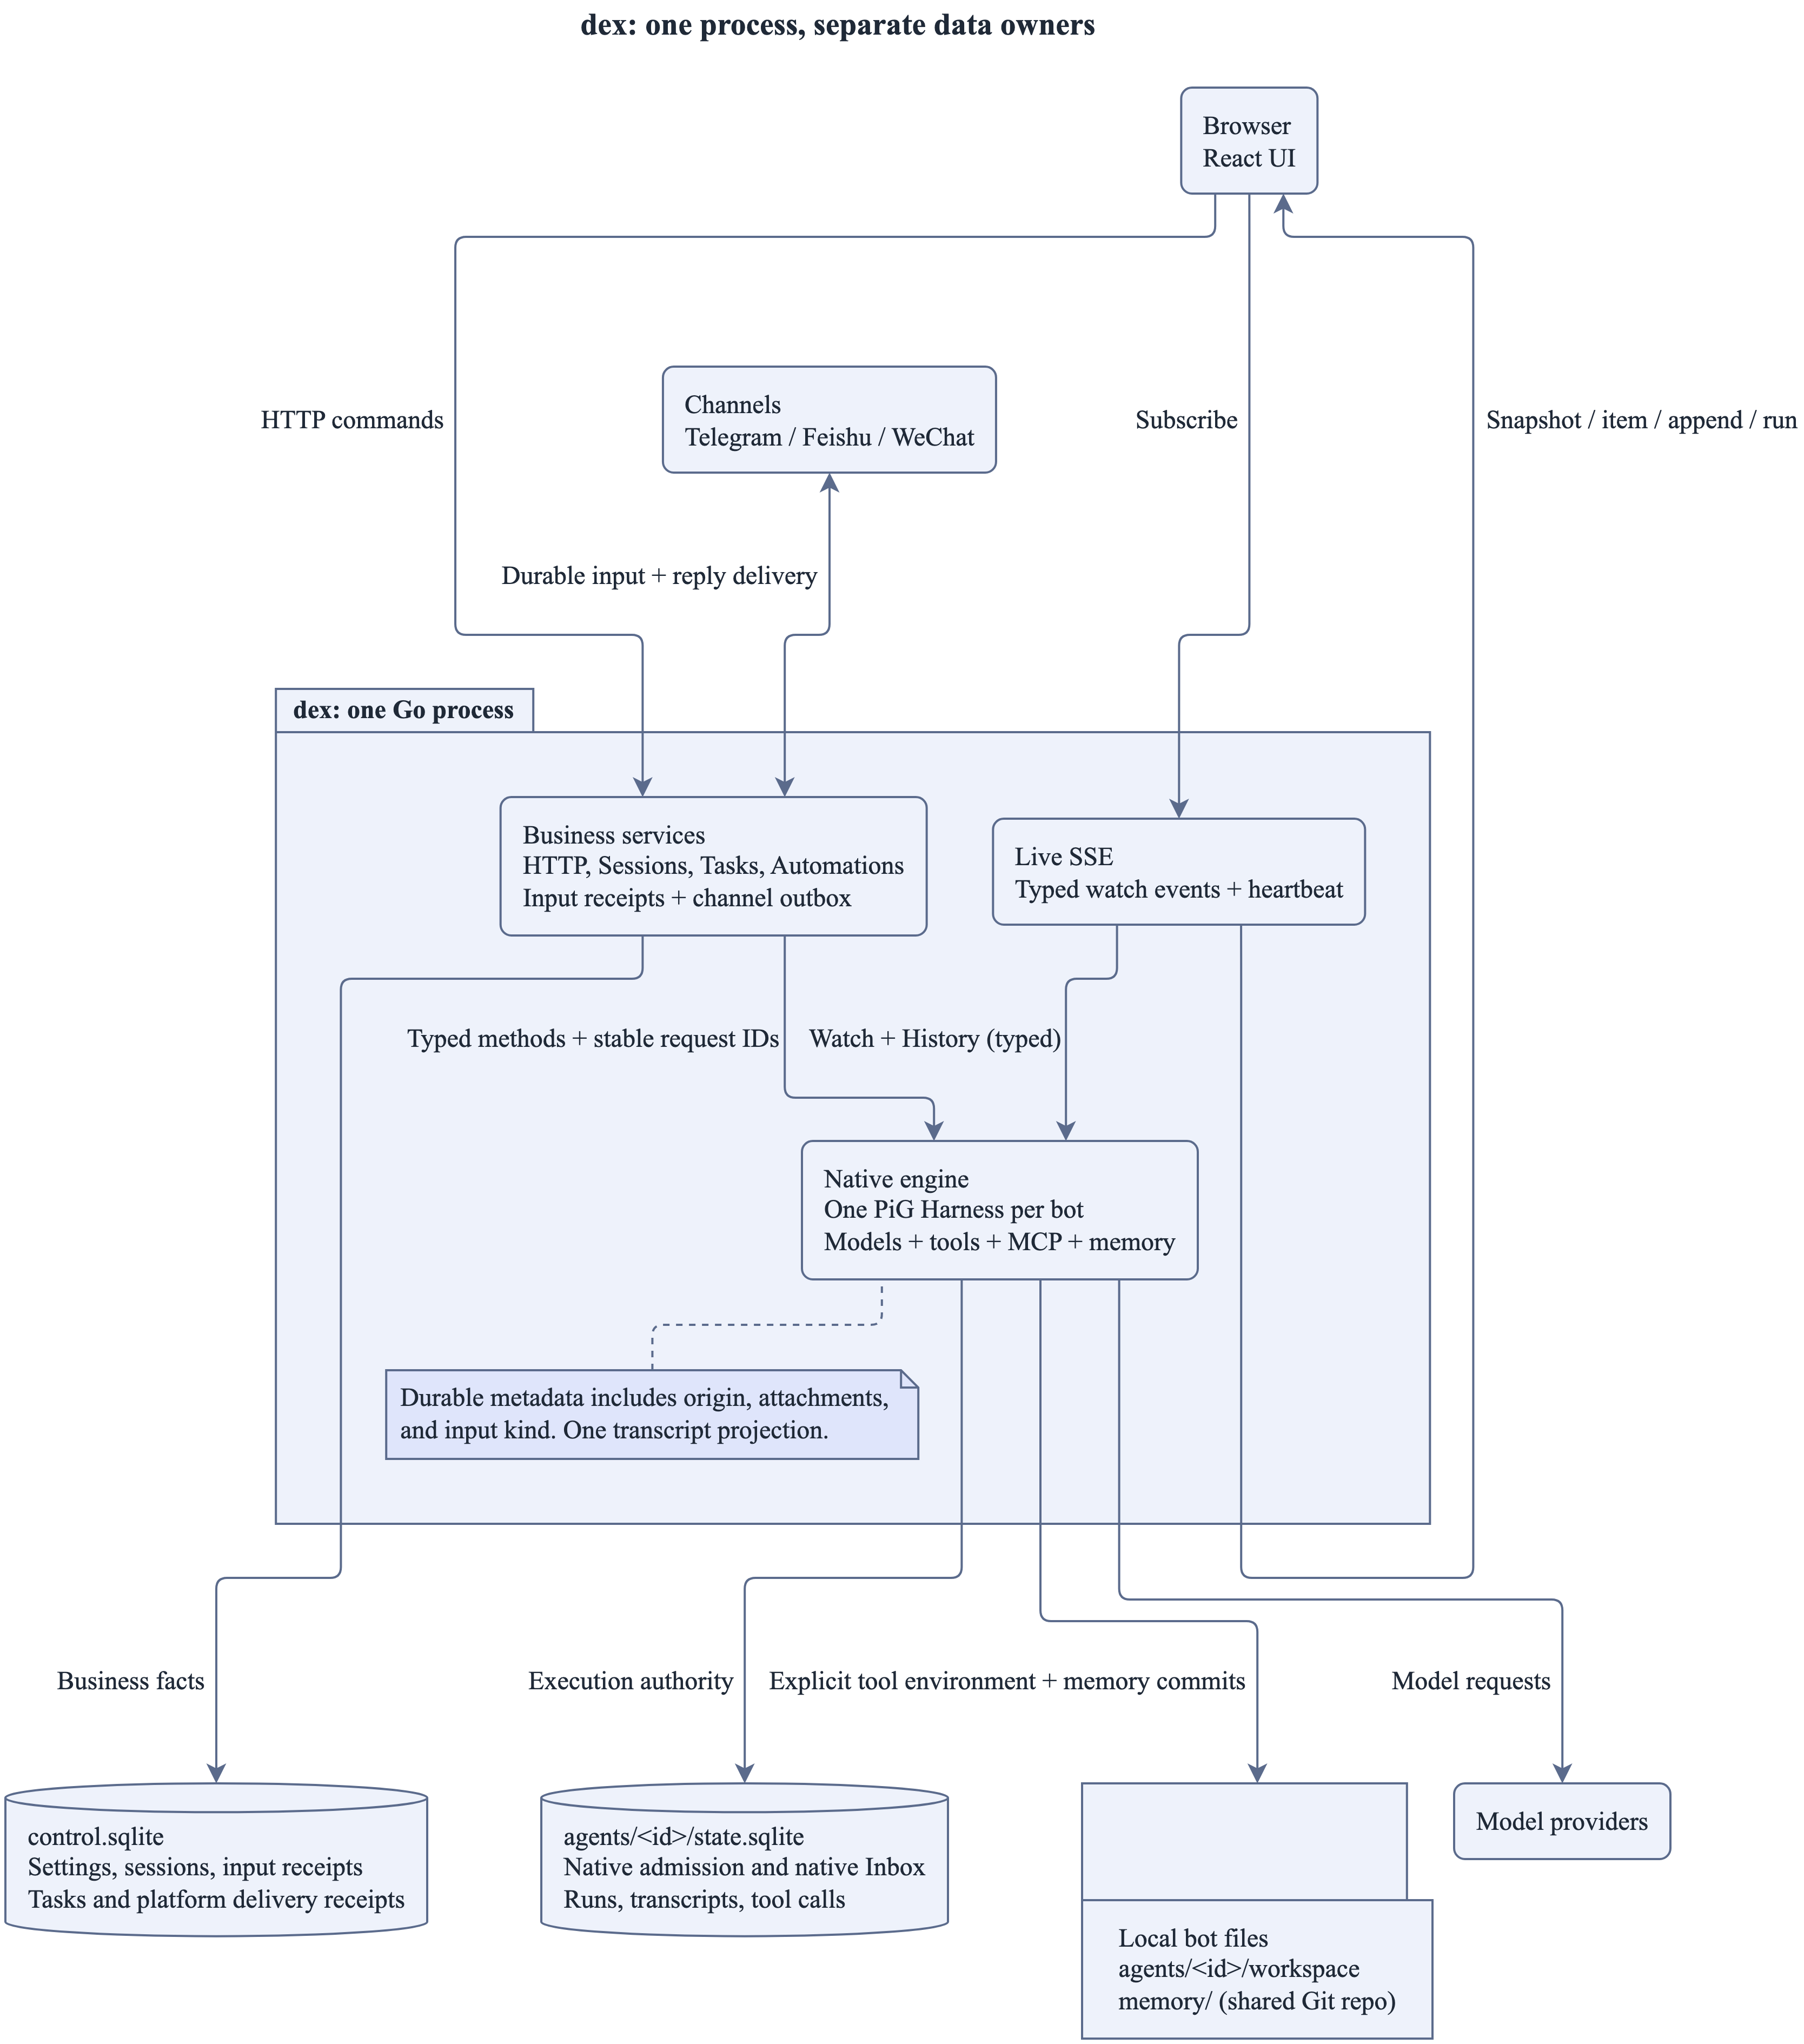 dex: one process, separate data owners
Browser
React UI
HTTP commands
Channels
Telegram / Feishu / WeChat
Subscribe
Snapshot / item / append / run
Durable input + reply delivery
dex: one Go process
Business services
HTTP, Sessions, Tasks, Automations
Input receipts + channel outbox
Live SSE
Typed watch events + heartbeat
Typed methods + stable request IDs
Watch + History (typed)
Native engine
One PiG Harness per bot
Models + tools + MCP + memory
Durable metadata includes origin, attachments,
and input kind. One transcript projection.
Business facts
Execution authority
Explicit tool environment + memory commits
Model requests
control.sqlite
Settings, sessions, input receipts
Tasks and platform delivery receipts
agents/<id>/state.sqlite
Native admission and native Inbox
Runs, transcripts, tool calls
Local bot files
agents/<id>/workspace
memory/ (shared Git repo)
Model providers